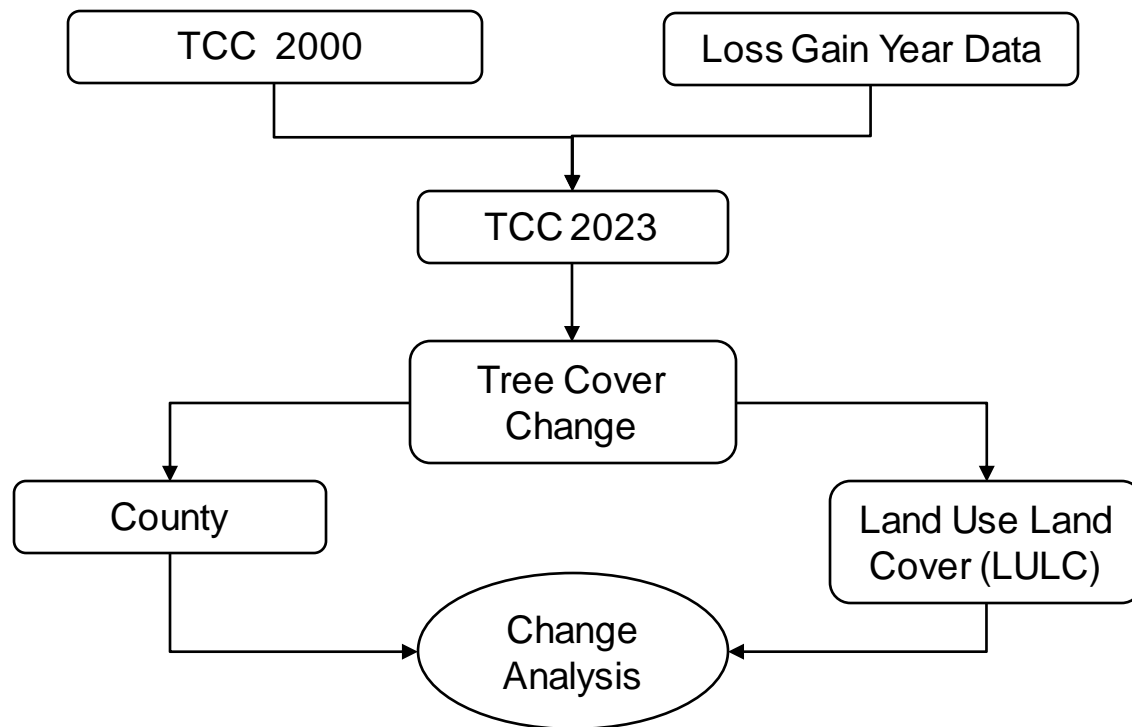 TCC 2000
Loss Gain Year Data
TCC 2023
Tree Cover
Change
County
Land Use Land
Cover (LULC)
Change
Analysis